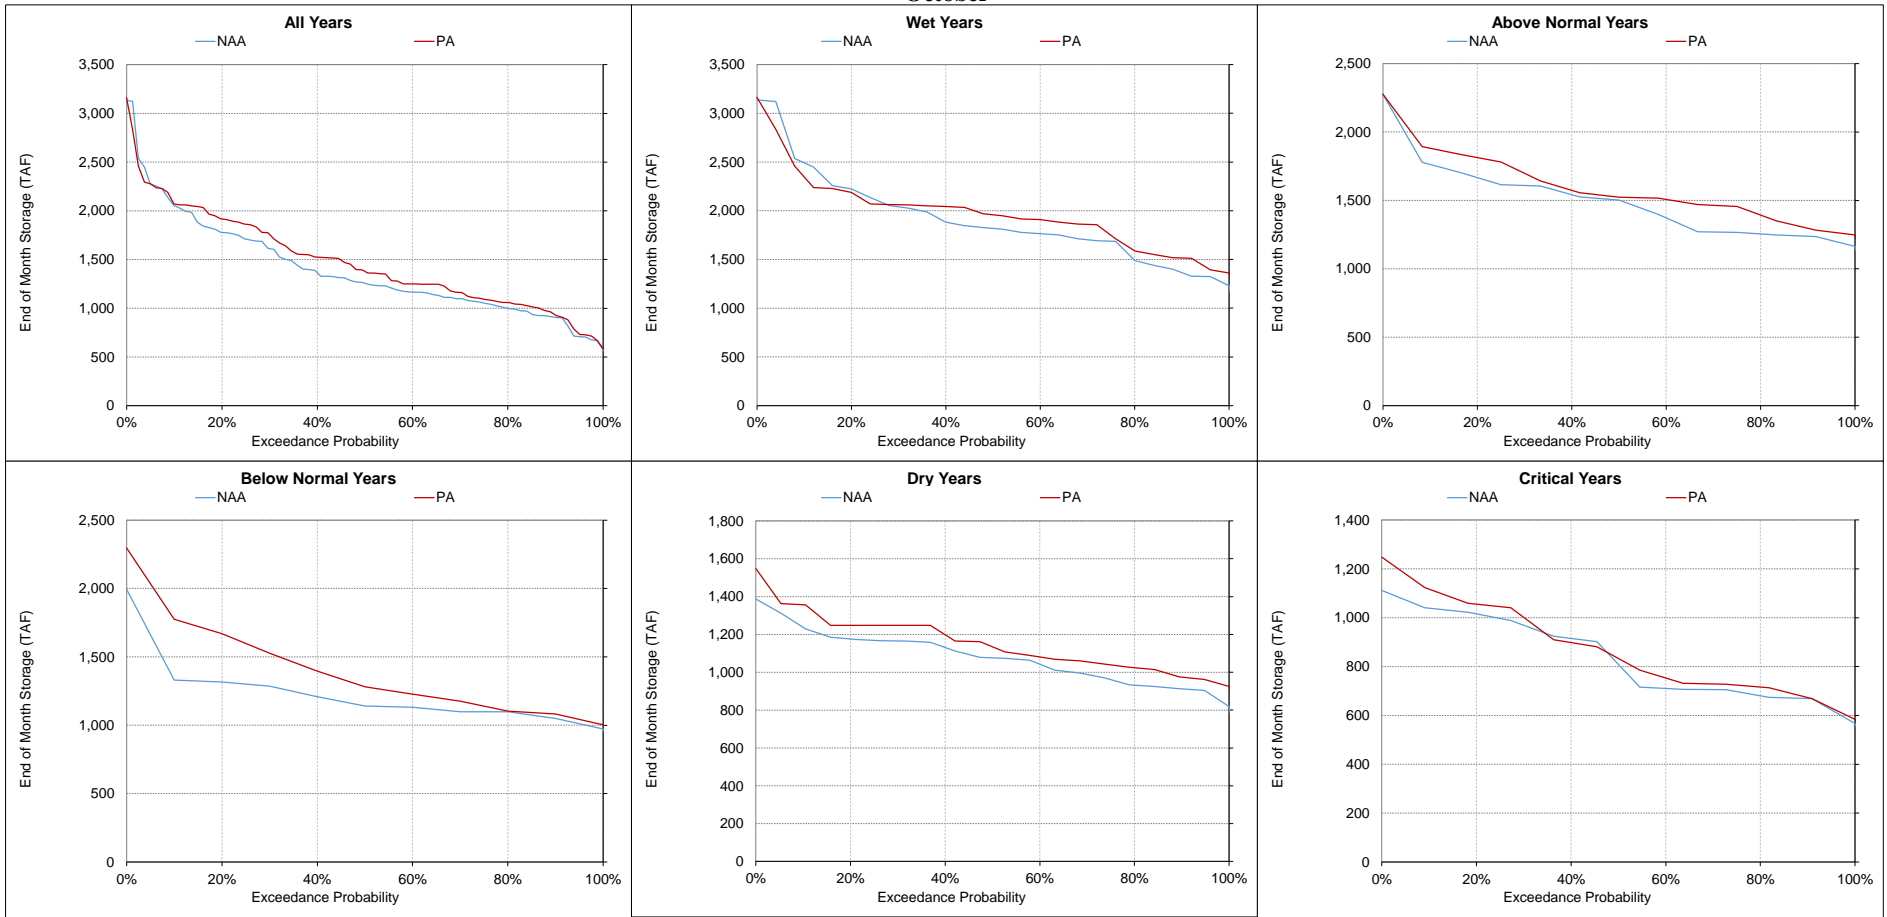 All Years
NAA PA
3,500
3,000
2,500
2,000
1,500
1,000
500
0
End of Month Storage (TAF)
0% 20% 40% 60% 80% 100%
Exceedance Probability
Wet Years
NAA PA
3,500
3,000
2,500
2,000
1,500
1,000
500
0
End of Month Storage (TAF)
0% 20% 40% 60% 80% 100%
Exceedance Probability
Above Normal Years
NAA PA
2,500
2,000
1,500
1,000
500
0
End of Month Storage (TAF)
0% 20% 40% 60% 80% 100%
Exceedance Probability
Below Normal Years
NAA PA
2,500
2,000
1,500
1,000
500
0
End of Month Storage (TAF)
0% 20% 40% 60% 80% 100%
Exceedance Probability
Dry Years
NAA PA
1,800
1,600
1,400
1,200
1,000
800
600
400
200
0
End of Month Storage (TAF)
0% 20% 40% 60% 80% 100%
Exceedance Probability
Critical Years
NAA PA
1,400
1,200
1,000
800
600
400
200
0
End of Month Storage (TAF)
0% 20% 40% 60% 80% 100%
Exceedance Probability